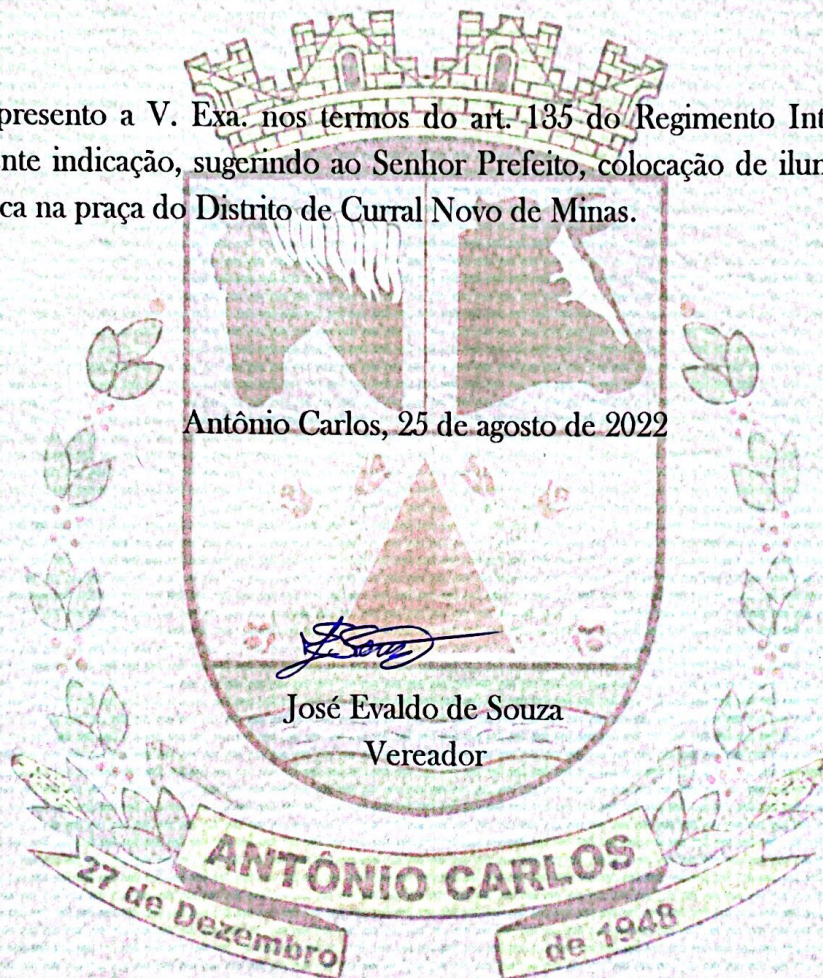 presento a V. Exa. nos termos do art. 135 do Regimento Int
nte indicação, sugerindo ao Senhor Prefeito, colocação de ilum
ca na praça do Distrito de Curral Novo de Minas.
Antônio Carlos, 25 de agosto de 2022
José Evaldo de Souza
Vereador
ANTÔNIO CARLOS
27 de Dezembro
de 1948